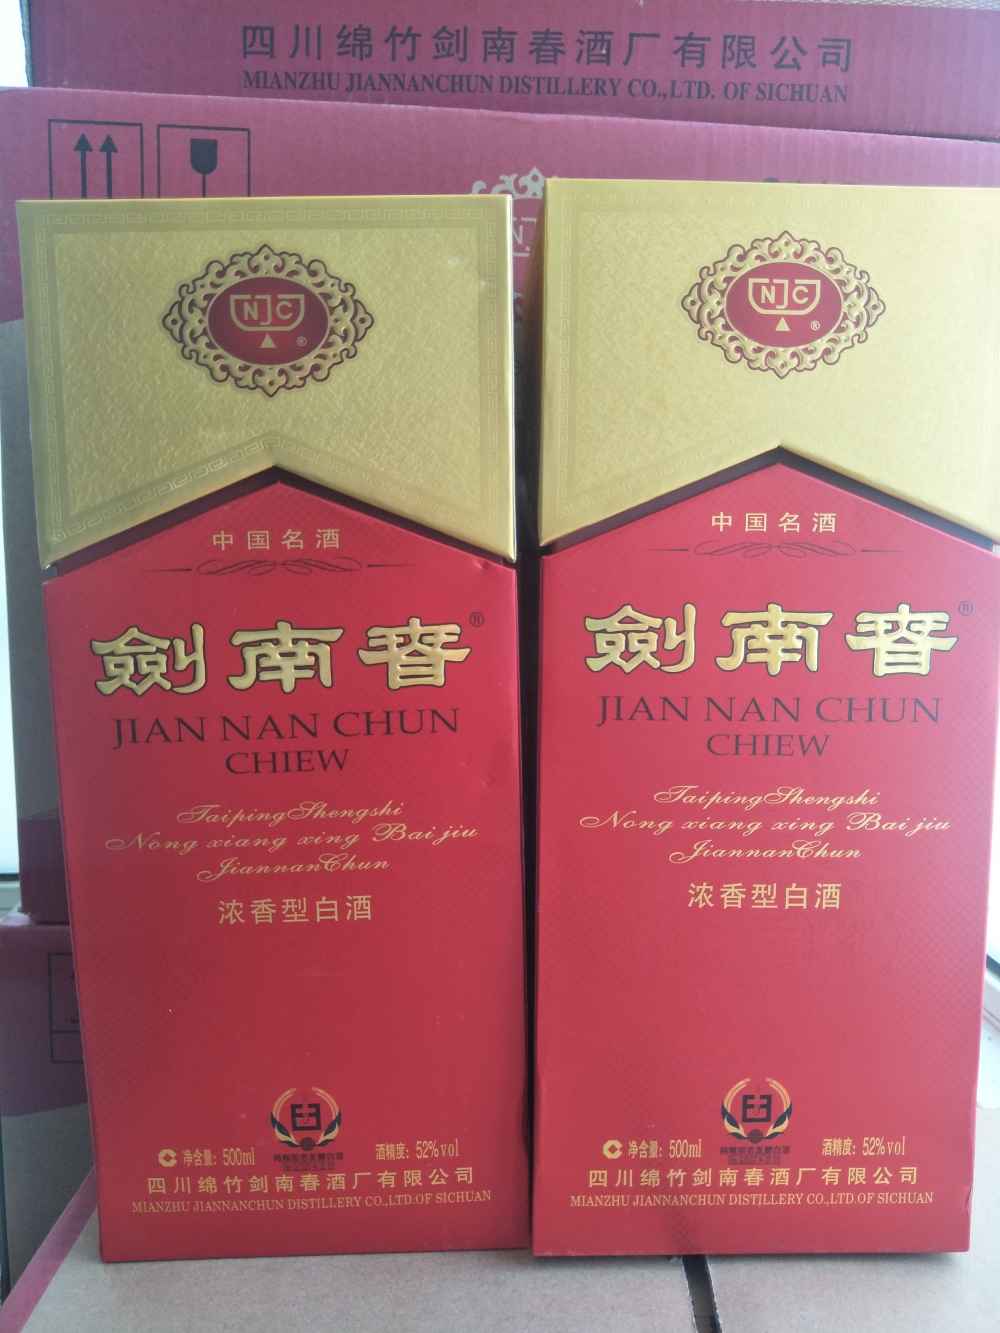 四川绵竹剑南春酒厂有限公司
MIANZHU JIANNANCHUN DISTILLERY CO.,LTD. OF SICHUAN
NJC
®
中国名酒
劍南春®
JIAN NAN CHUN
CHIEW
TaipingShengshi
Nong xiang xing Bai jiu
JiannanChun
浓香型白酒
净含量: 500ml 酒精度: 52%vol
四川绵竹剑南春酒厂有限公司
MIANZHU JIANNANCHUN DISTILLERY CO.,LTD.OF SICHUAN
NJC
®
中国名酒
劍南春®
JIAN NAN CHUN
CHIEW
TaipingShengshi
Nong xiang xing Bai jiu
JiannanChun
浓香型白酒
净含量: 500ml 酒精度: 52%vol
四川绵竹剑南春酒厂有限公司
MIANZHU JIANNANCHUN DISTILLERY CO.,LTD.OF SICHUAN